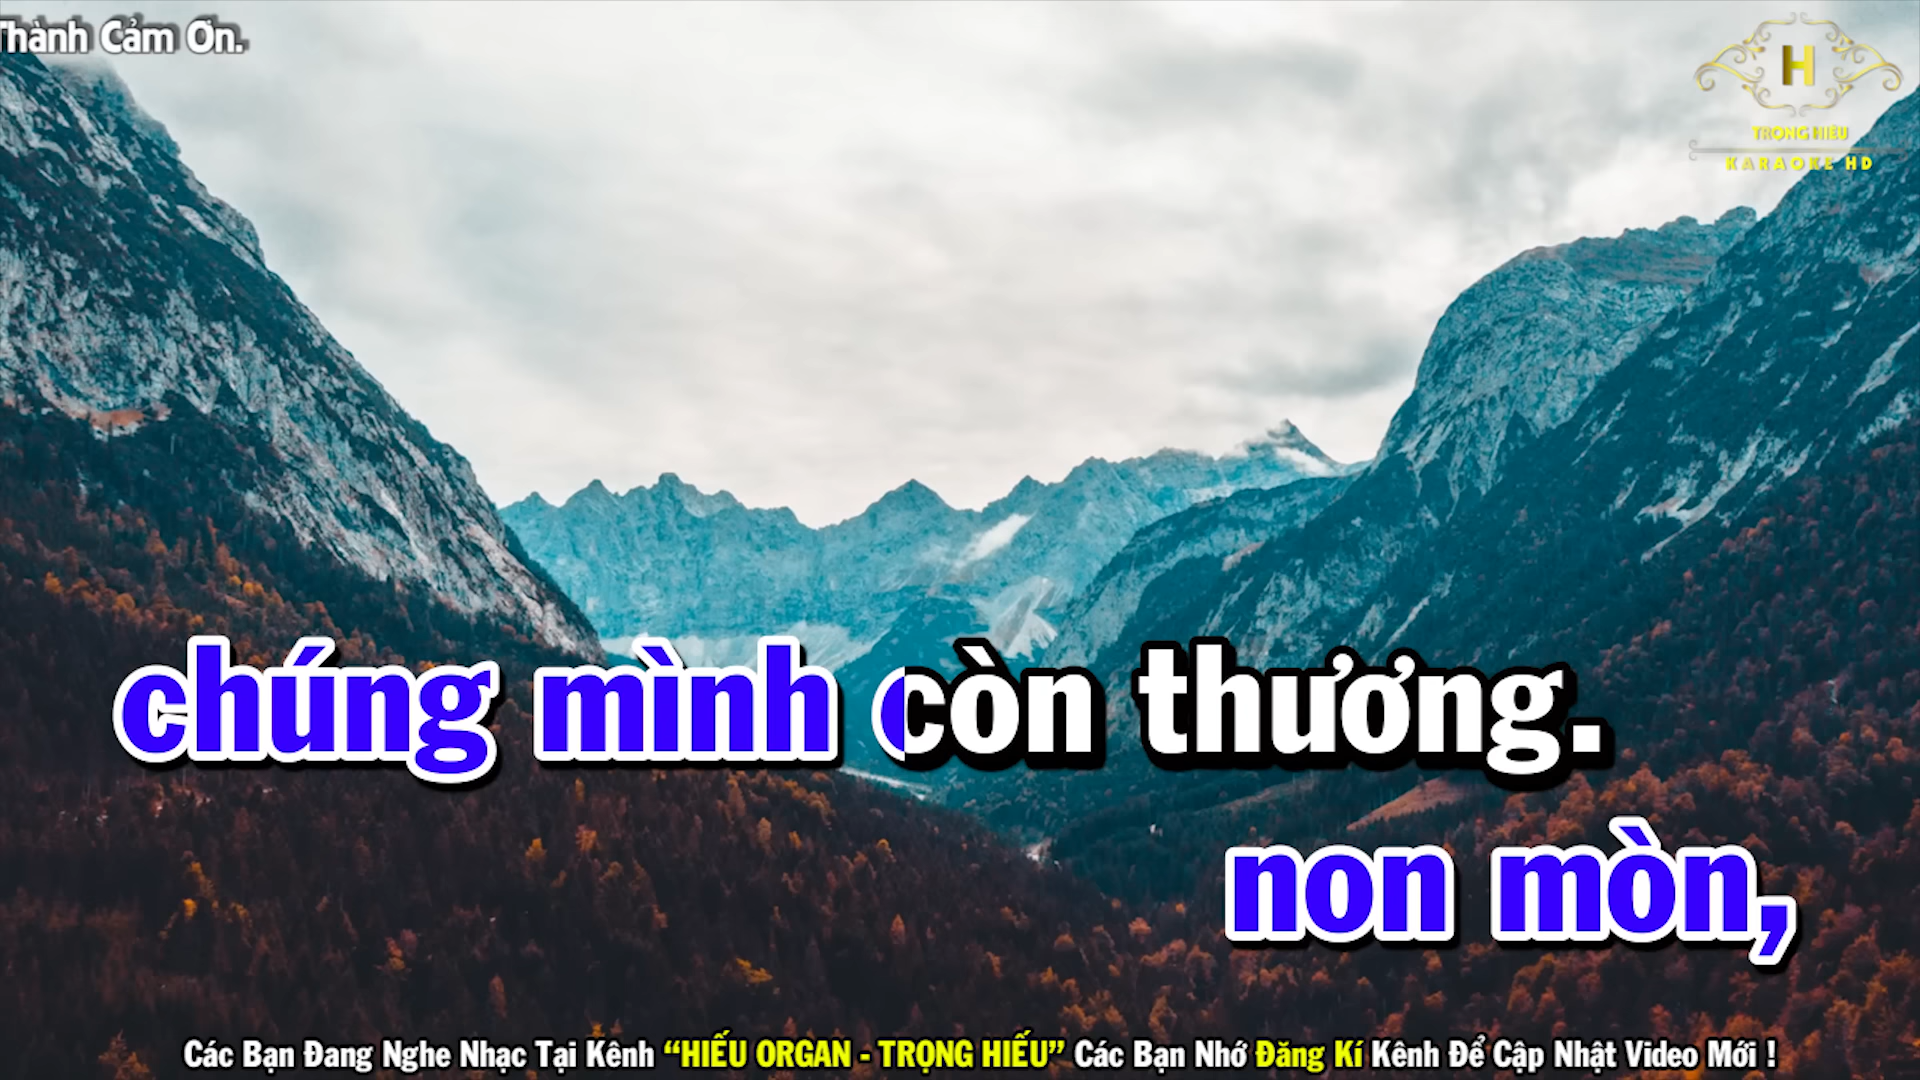 Thành Cảm Ơn.
H
TRỌNG HIẾU
KARAOKE HD
chúng mình còn thương.
non mòn,
Các Bạn Đang Nghe Nhạc Tại Kênh “HIẾU ORGAN - TRỌNG HIẾU” Các Bạn Nhớ Đăng Kí Kênh Để Cập Nhật Video Mới !